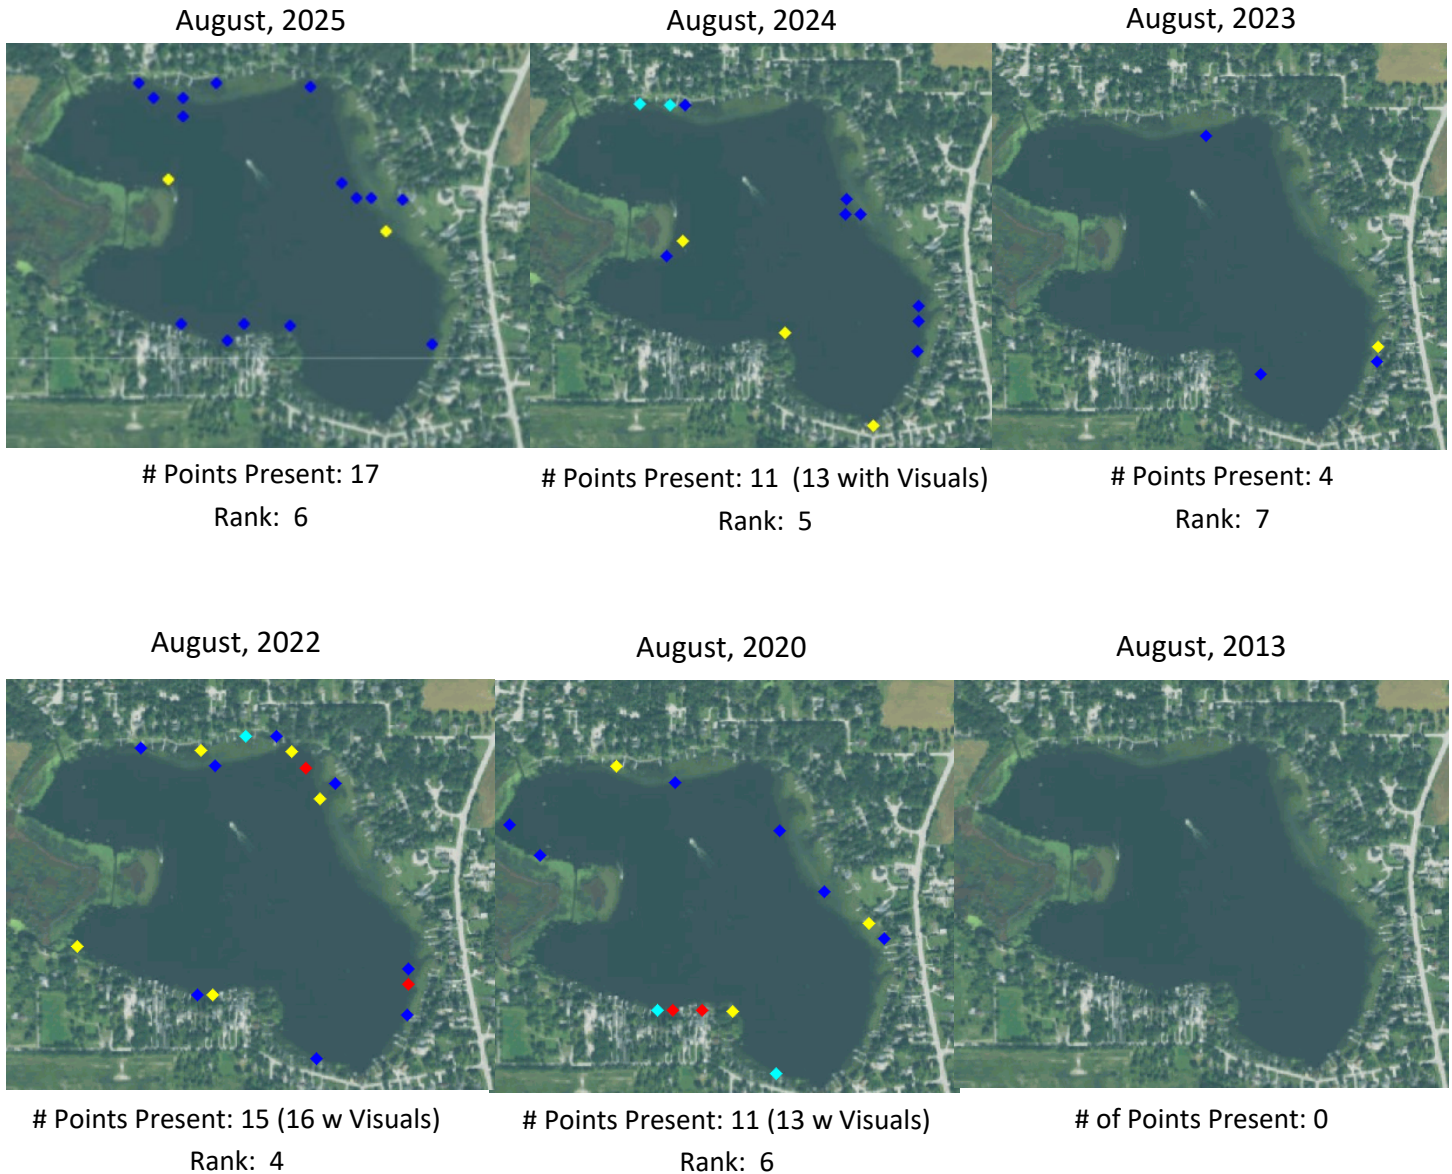 August, 2025
August, 2024
August, 2023
# Points Present: 17
# Points Present: 11 (13 with Visuals)
# Points Present: 4
Rank: 6
Rank: 5
Rank: 7
August, 2022
August, 2020
August, 2013
# Points Present: 15 (16 w Visuals)
# Points Present: 11 (13 w Visuals)
# of Points Present: 0
Rank: 4
Rank: 6